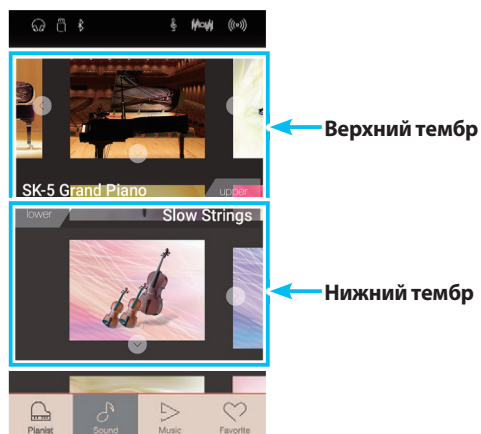 Верхний тембр
SK-5 Grand Piano
upper
lower
Slow Strings
Нижний тембр
Pianist
Sound
Music
Favorite